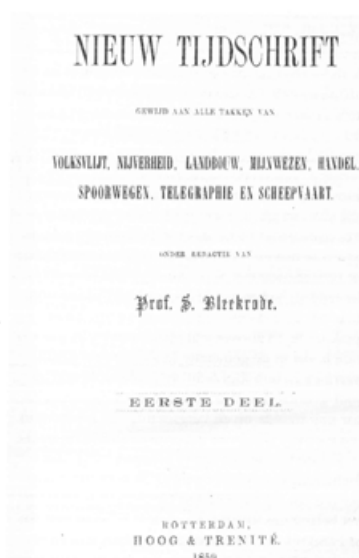 NIEUW TIJDSCHRIFT
GEWIJD AAN ALLE TAKKEN VAN
VOLKSVLIJT, NIJVERHEID, LANDBOUW, MIJNWEZEN, HANDEL,
SPOORWEGEN, TELEGRAPHIE EN SCHEEPVAART.
ONDER REDACTIE VAN
Prof. S. Bleekrode.
EERSTE DEEL.
ROTTERDAM,
HOOG & TRENITÉ.